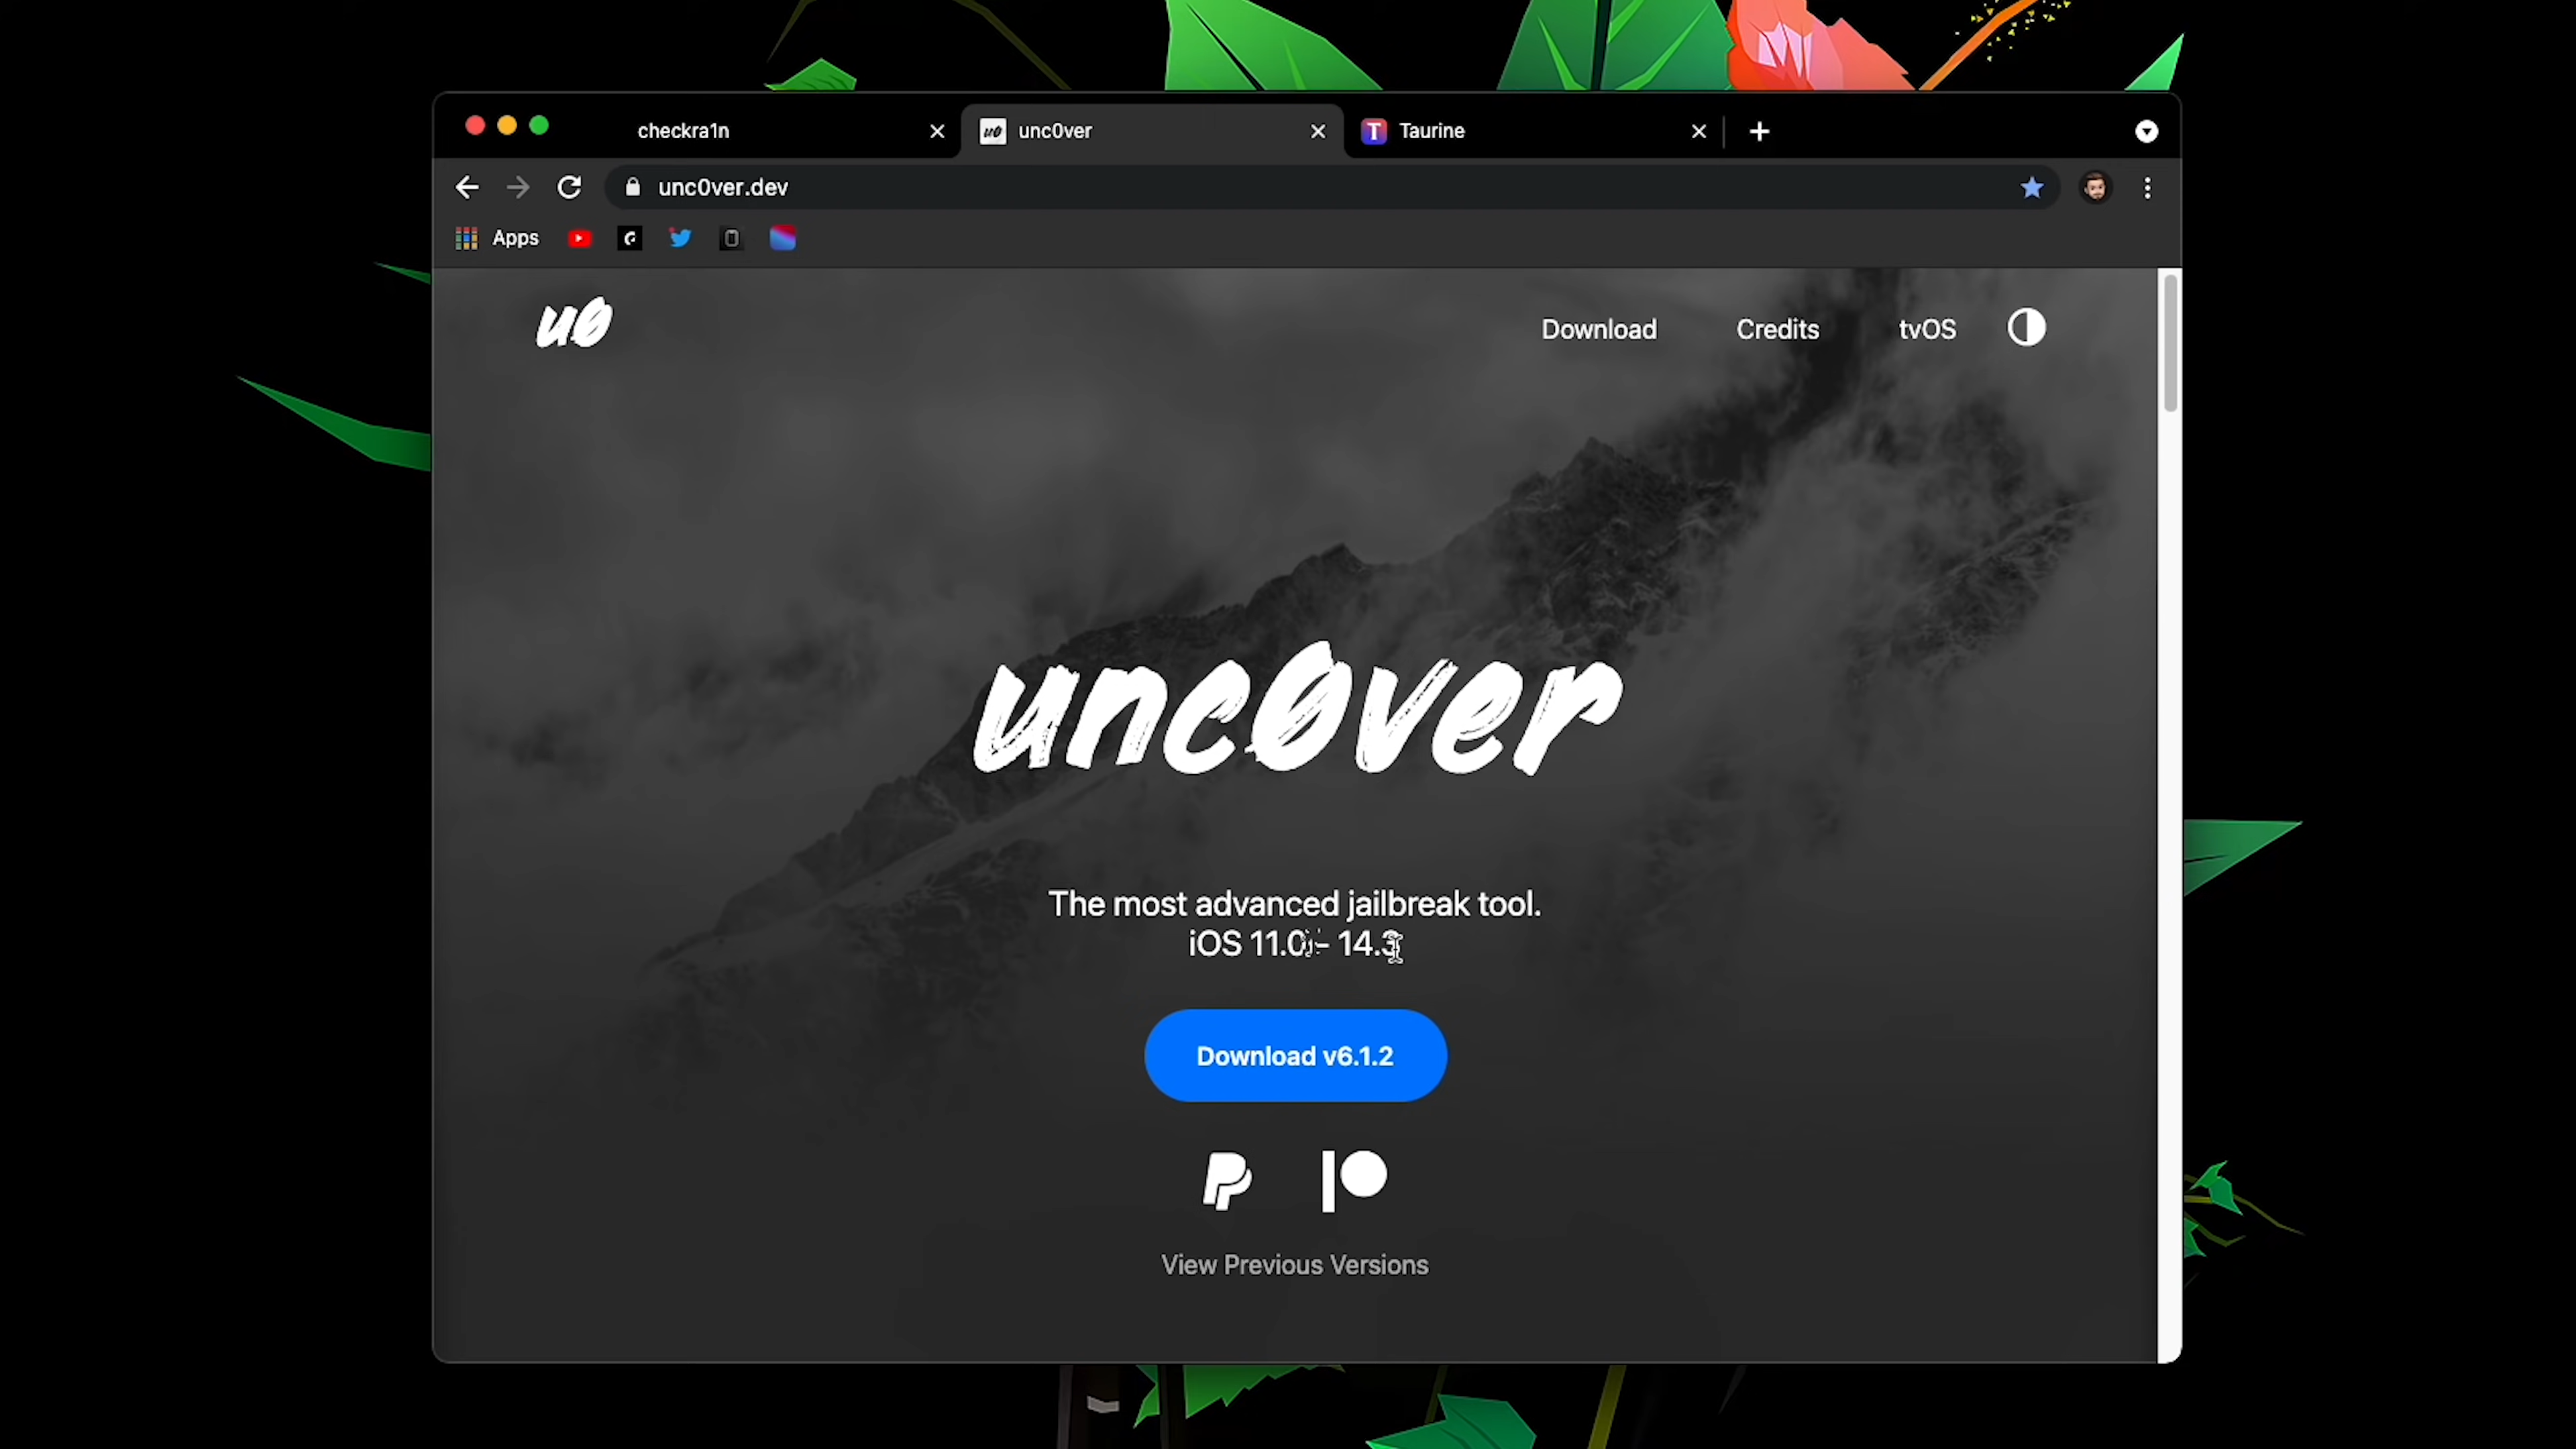 checkra1n
u0 unc0ver
T Taurine
unc0ver.dev
Apps
u0
Download Credits tvOS
unc0ver
The most advanced jailbreak tool.
iOS 11.0 – 14.3
Download v6.1.2
View Previous Versions